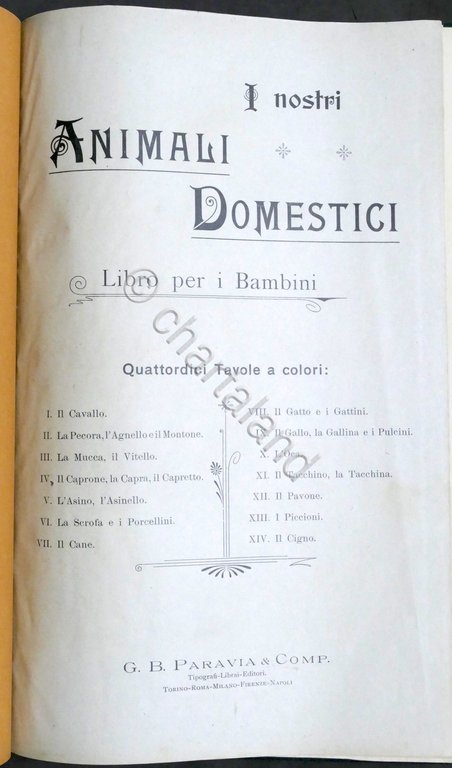 I nostri
ANIMALI
DOMESTICI
Libro per i Bambini
Quattordici Tavole a colori:
I. Il Cavallo.
II. La Pecora, l'Agnello e il Montone.
III. La Mucca, il Vitello.
IV. Il Caprone, la Capra, il Capretto.
V. L'Asino, l'Asinello.
VI. La Scrofa e i Porcellini.
VII. Il Cane.
VIII. Il Gatto e i Gattini.
IX. Il Gallo, la Gallina e i Pulcini.
X. L'Oca.
XI. Il Tacchino, la Tacchina.
XII. Il Pavone.
XIII. I Piccioni.
XIV. Il Cigno.
G. B. PARAVIA & COMP.
Tipografi-Librai-Editori.
TORINO-ROMA-MILANO-FIRENZE-NAPOLI
© chartaland